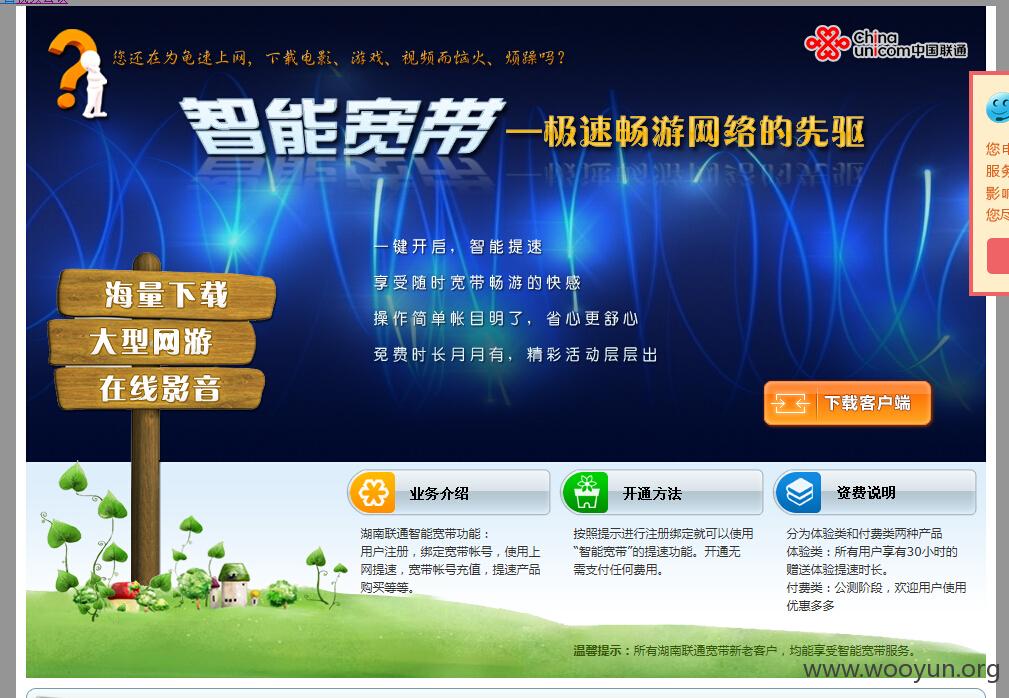 您还在为龟速上网，下载电影、游戏、视频而恼火、烦躁吗？
China
unicom中国联通
智能宽带
—极速畅游网络的先驱
一键开启，智能提速
享受随时宽带畅游的快感
操作简单帐目明了，省心更舒心
免费时长月月有，精彩活动层层出
海量下载
大型网游
在线影音
下载客户端
您
服务
影响
您尽
业务介绍
湖南联通智能宽带功能：
用户注册，绑定宽带帐号，使用上
网提速，宽带帐号充值，提速产品
购买等等。
开通方法
按照提示进行注册绑定就可以使用
“智能宽带”的提速功能。开通无
需支付任何费用。
资费说明
分为体验类和付费类两种产品
体验类：所有用户享有30小时的
赠送体验提速时长。
付费类：公测阶段，欢迎用户使用
优惠多多
温馨提示：所有湖南联通宽带新老客户，均能享受智能宽带服务。
www.wooyun.org